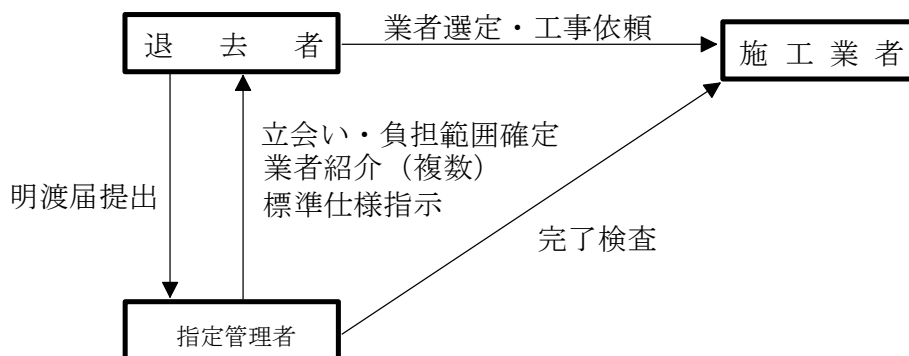 退去者
業者選定・工事依頼
施工業者
立会い・負担範囲確定
業者紹介（複数）
標準仕様指示
明渡届提出
完了検査
指定管理者